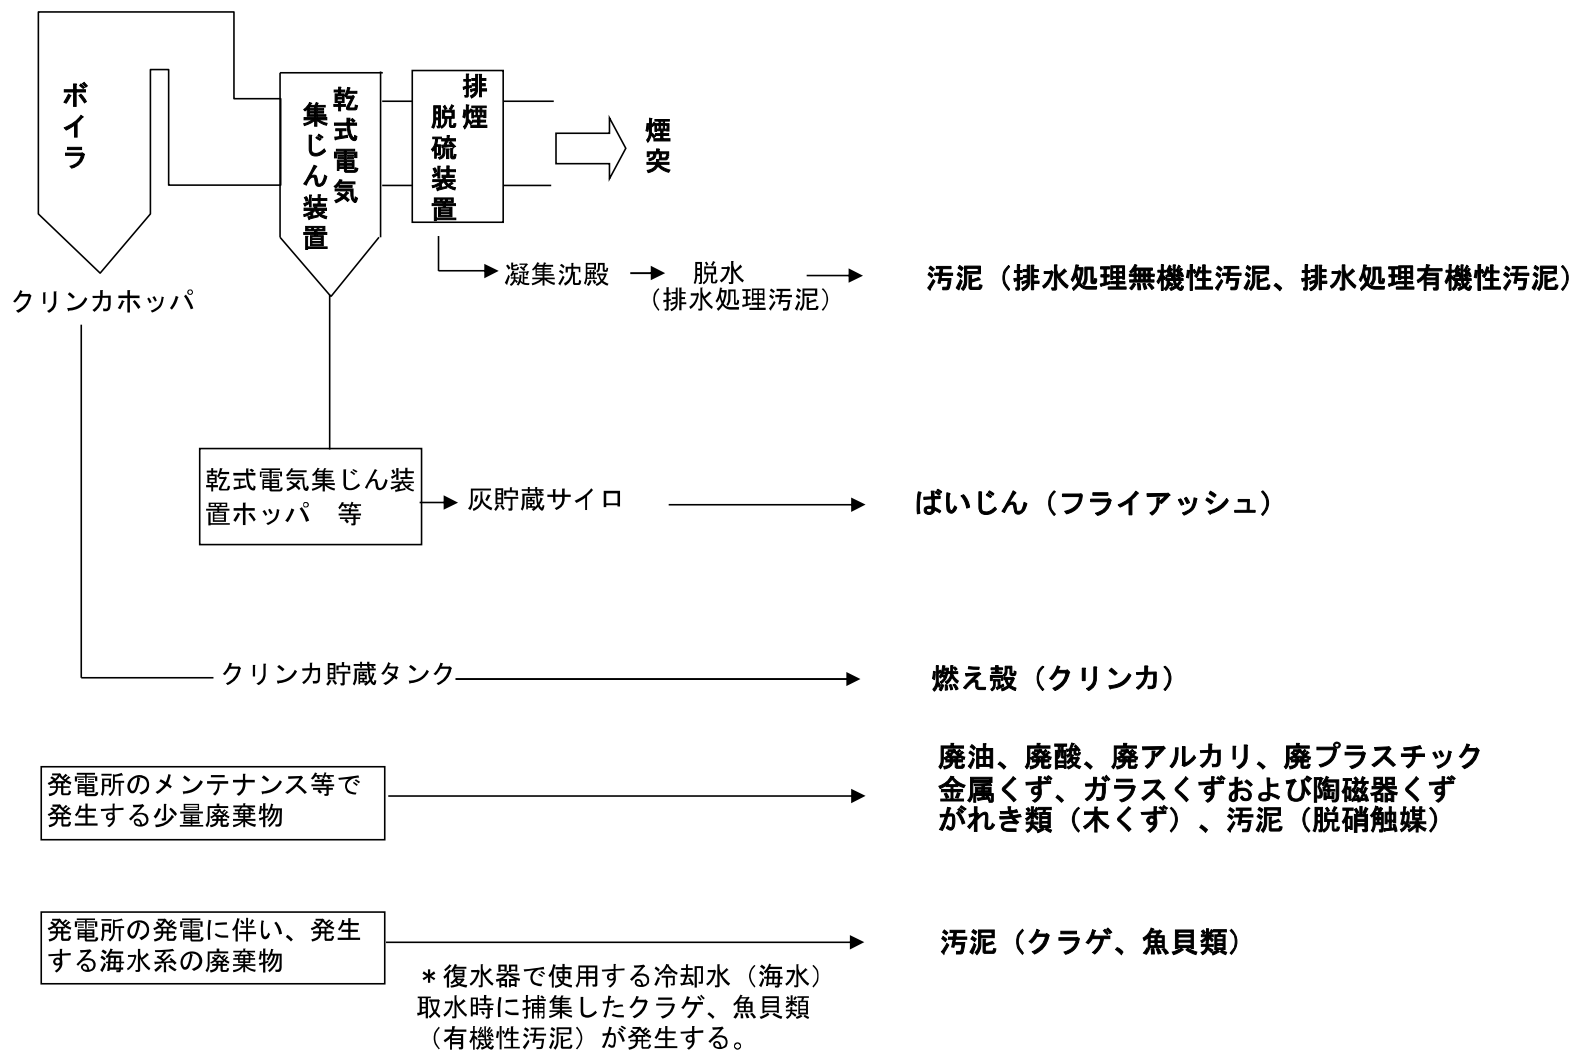 ボイラ
乾式電気
集じん装置
排煙
脱硫装置
煙突
クリンカホッパ
凝集沈殿
脱水
（排水処理汚泥）
汚泥（排水処理無機性汚泥、排水処理有機性汚泥）
乾式電気集じん装
置ホッパ　等
灰貯蔵サイロ
ばいじん（フライアッシュ）
クリンカ貯蔵タンク
燃え殻（クリンカ）
発電所のメンテナンス等で
発生する少量廃棄物
廃油、廃酸、廃アルカリ、廃プラスチック
金属くず、ガラスくずおよび陶磁器くず
がれき類（木くず）、汚泥（脱硝触媒）
発電所の発電に伴い、発生
する海水系の廃棄物
汚泥（クラゲ、魚貝類）
＊復水器で使用する冷却水（海水）
取水時に捕集したクラゲ、魚貝類
（有機性汚泥）が発生する。